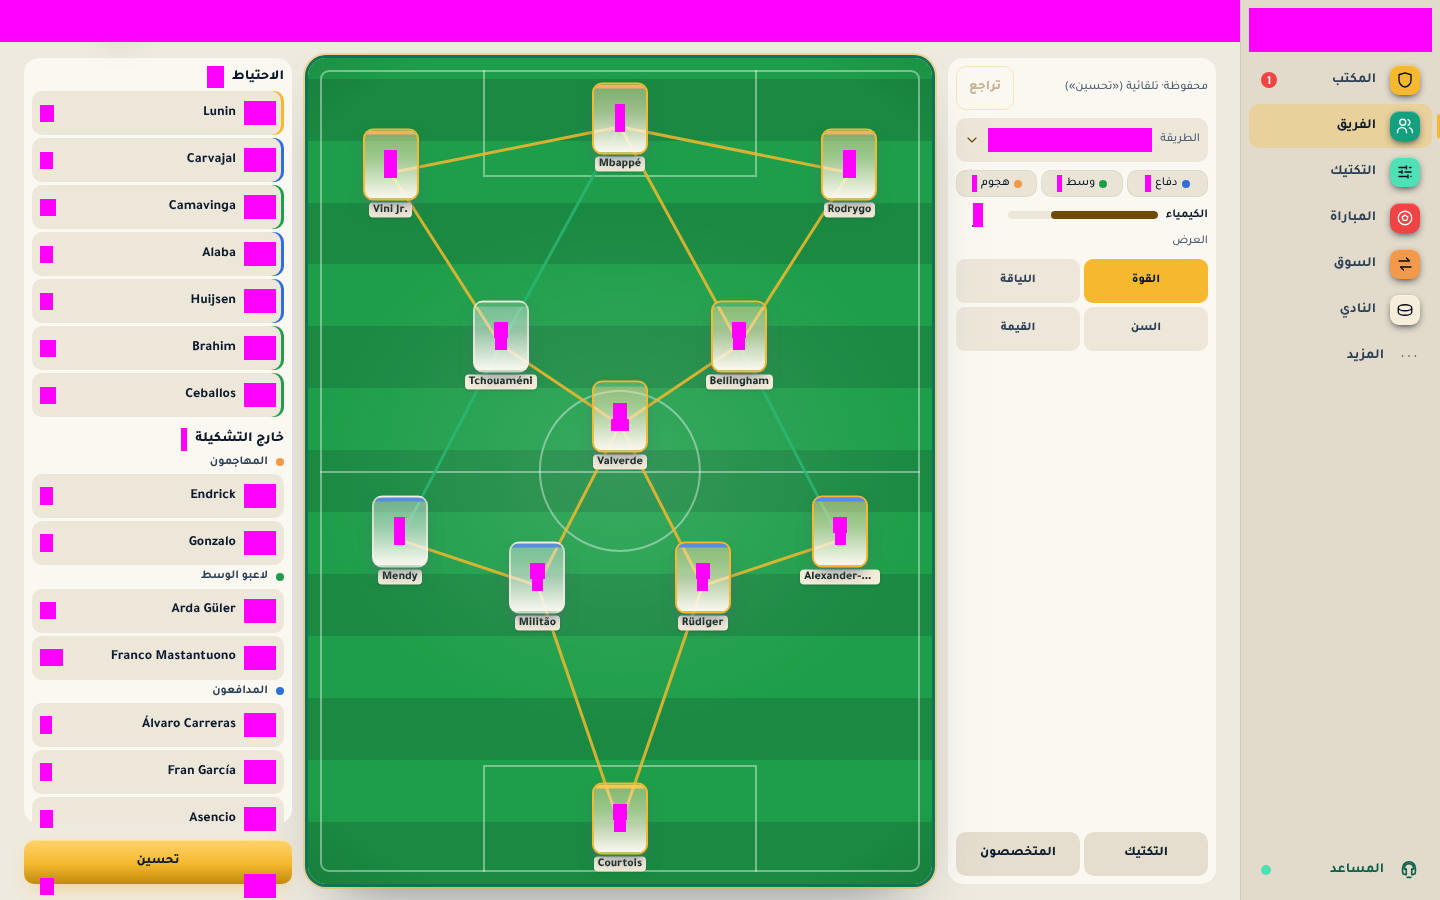 المكتب
1
الفريق
التكتيك
المباراة
السوق
النادي
المزيد
المساعد
محفوظة: تلقائية («تحسين»)
تراجع
الطريقة
دفاع
وسط
هجوم
الكيمياء
العرض
القوة
اللياقة
السن
القيمة
التكتيك
المتخصصون
Mbappé
Vini Jr.
Rodrygo
Tchouaméni
Bellingham
Valverde
Mendy
Alexander-...
Militão
Rüdiger
Courtois
الاحتياط
Lunin
Carvajal
Camavinga
Alaba
Huijsen
Brahim
Ceballos
خارج التشكيلة
المهاجمون
Endrick
Gonzalo
لاعبو الوسط
Arda Güler
Franco Mastantuono
المدافعون
Álvaro Carreras
Fran García
Asencio
تحسين